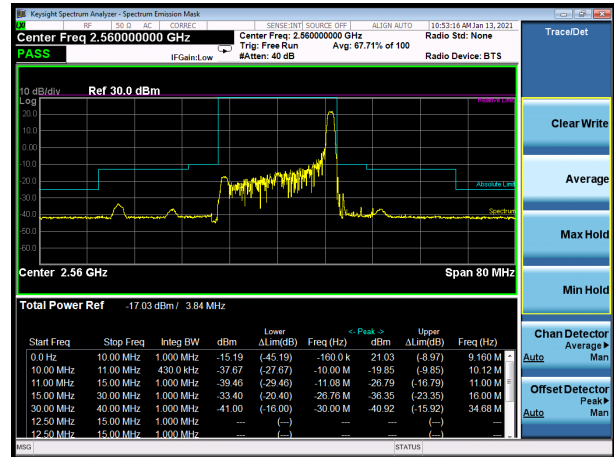 Keysight Spectrum Analyzer - Spectrum Emission Mask
RF 50 Ω AC CORREC SENSE:INT SOURCE OFF ALIGN AUTO 10:53:16 AM Jan 13, 2021
Center Freq 2.560000000 GHz
Center Freq: 2.560000000 GHz
Radio Std: None
Trig: Free Run Avg: 67.71% of 100
PASS
IFGain:Low
#Atten: 40 dB
Radio Device: BTS
10 dB/div Ref 30.0 dBm
Log
Relative Limit
20.0
10.0
0.00
-10.0
-20.0
Absolute Limit
-30.0
Spectrum
-40.0
-50.0
-60.0
Center 2.56 GHz Span 80 MHz
Total Power Ref -17.03 dBm / 3.84 MHz
Lower <- Peak -> Upper
Start Freq Stop Freq Integ BW dBm ΔLim(dB) Freq (Hz) dBm ΔLim(dB) Freq (Hz)
0.0 Hz 10.00 MHz 1.000 MHz -15.19 (-45.19) -160.0 k 21.03 (-8.97) 9.160 M
10.00 MHz 11.00 MHz 430.0 kHz -37.67 (-27.67) -10.00 M -19.85 (-9.85) 10.12 M
11.00 MHz 15.00 MHz 1.000 MHz -39.46 (-29.46) -11.08 M -26.79 (-16.79) 11.00 M
15.00 MHz 30.00 MHz 1.000 MHz -33.40 (-20.40) -26.76 M -36.35 (-23.35) 16.00 M
30.00 MHz 40.00 MHz 1.000 MHz -41.00 (-16.00) -30.00 M -40.92 (-15.92) 34.68 M
12.50 MHz 15.00 MHz 1.000 MHz --- (---) --- (---) ---
12.50 MHz 15.00 MHz 1.000 MHz --- (---) --- (---) ---
MSG STATUS
Trace/Det
Clear Write
Average
Max Hold
Min Hold
Chan Detector
Average
Auto Man
Offset Detector
Peak
Auto Man